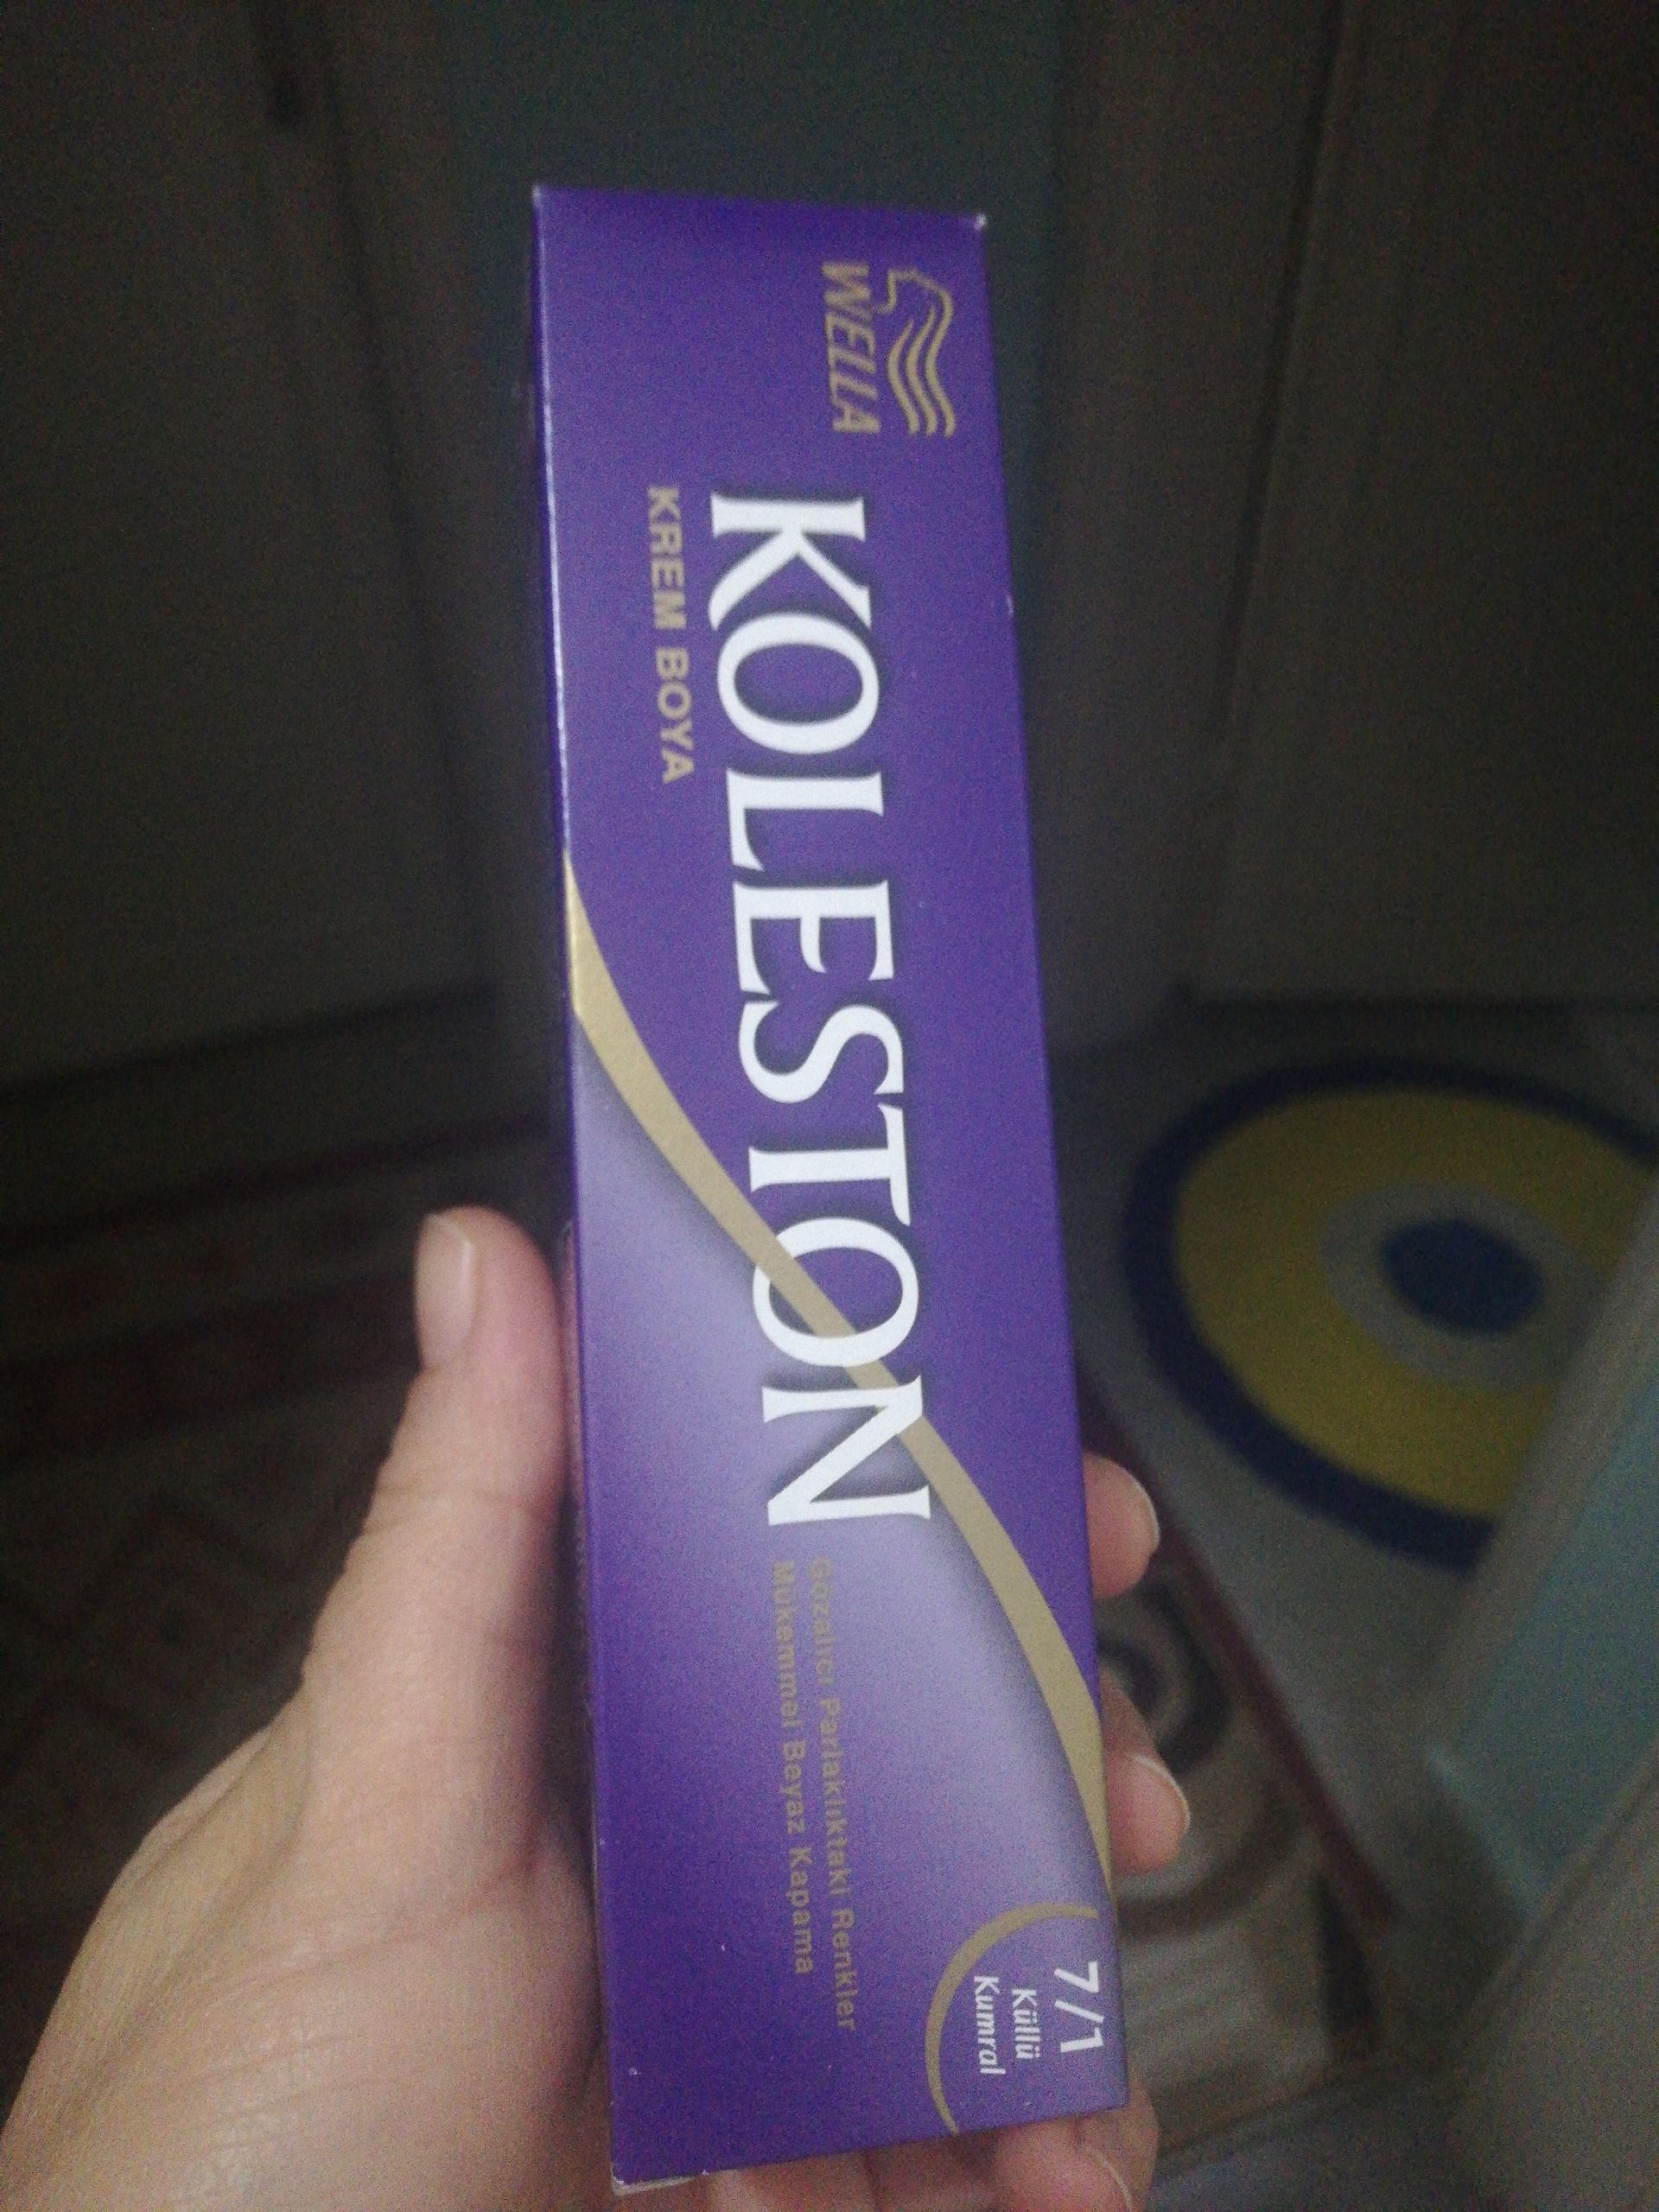 WELLA
KOLESTON
KREM BOYA
Gözalıcı Parlaklıktaki Renkler
Mükemmel Beyaz Kapama
7/1
Küllü
Kumral